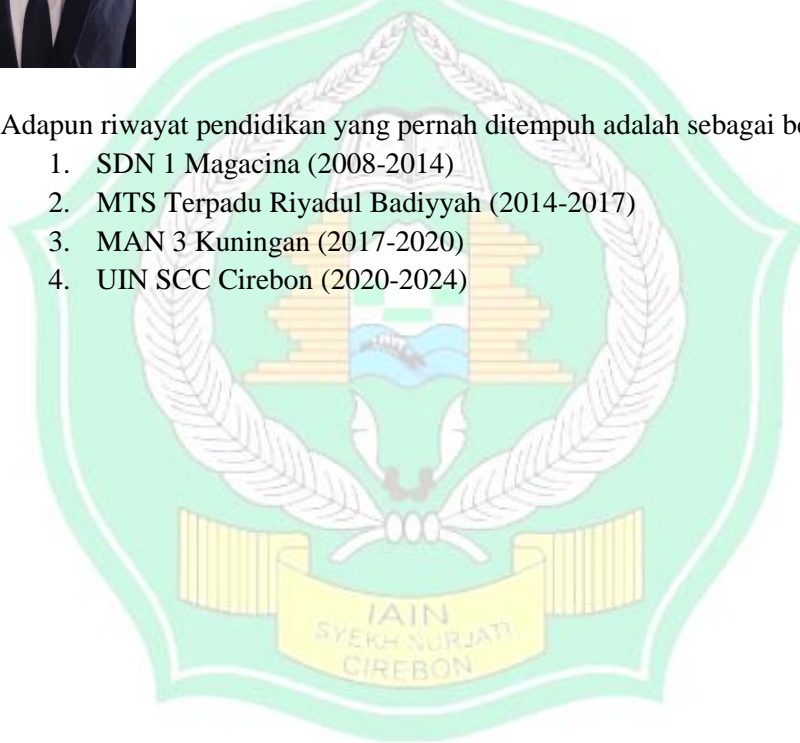 Adapun riwayat pendidikan yang pernah ditempuh adalah sebagai
1. SDN 1 Magacina (2008-2014)
2. MTS Terpadu Riyadul Badiyyah (2014-2017)
3. MAN 3 Kuningan (2017-2020)
4. UIN SCC Cirebon (2020-2024)
IAIN
SYEKH NURJATI
CIREBON